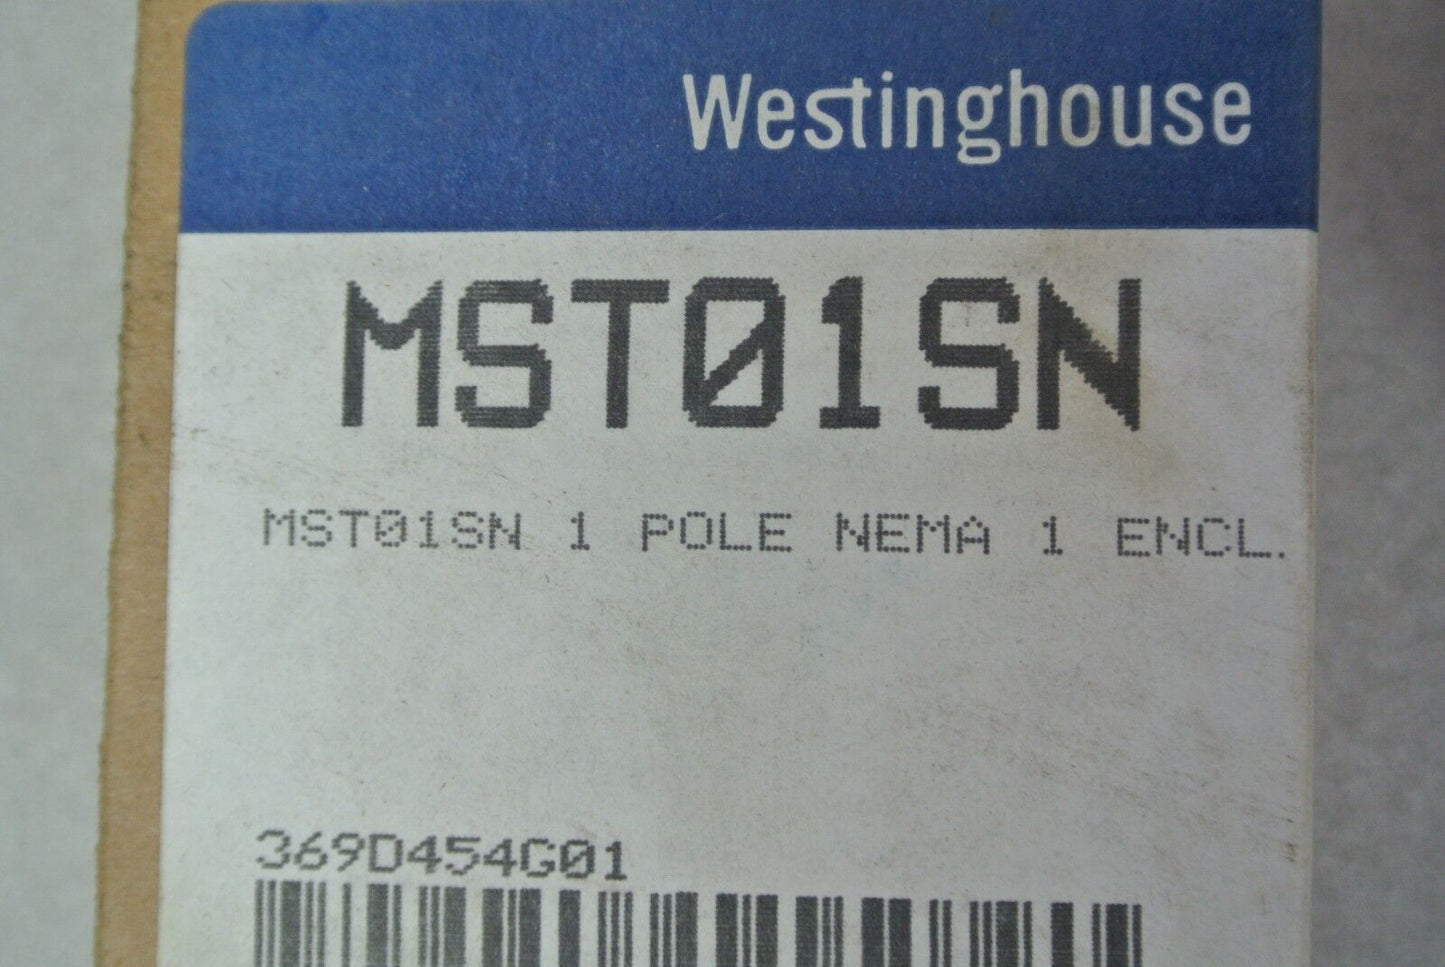 Westinghouse
MST01SN
MST01SN 1 POLE NEMA 1 ENCL.
369D454G01